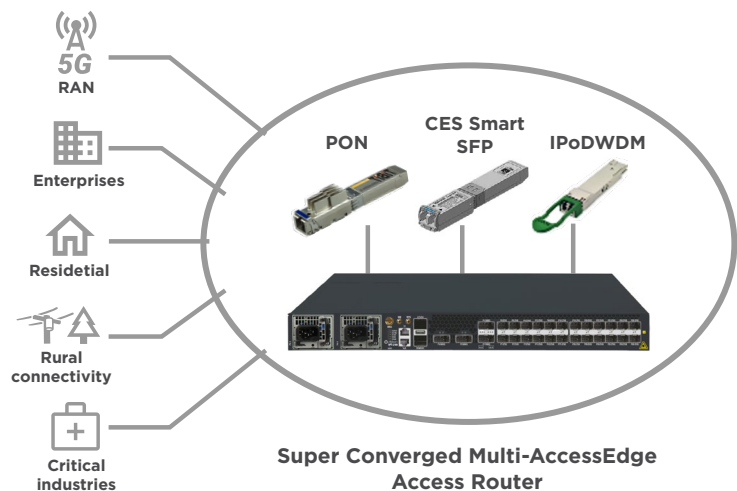 5G
RAN
Enterprises
Residetial
Rural
connectivity
Critical
industries
PON
CES Smart
SFP
IPoDWDM
Super Converged Multi-AccessEdge
Access Router